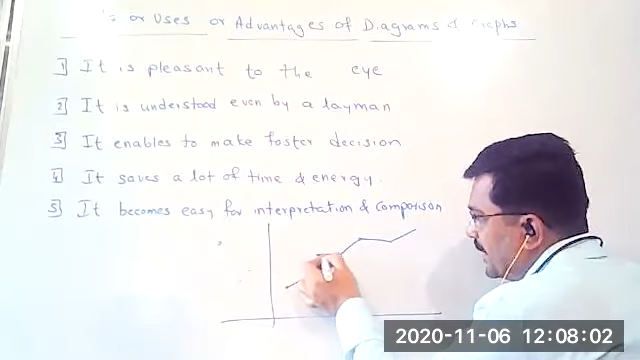 or Uses or Advantages of Diagrams & Graphs
1] It is pleasant to the eye
2] It is understood even by a layman
3] It enables to make foster decision
4] It saves a lot of time & energy.
5] It becomes easy for interpretation & comparison
2020-11-06 12:08:02